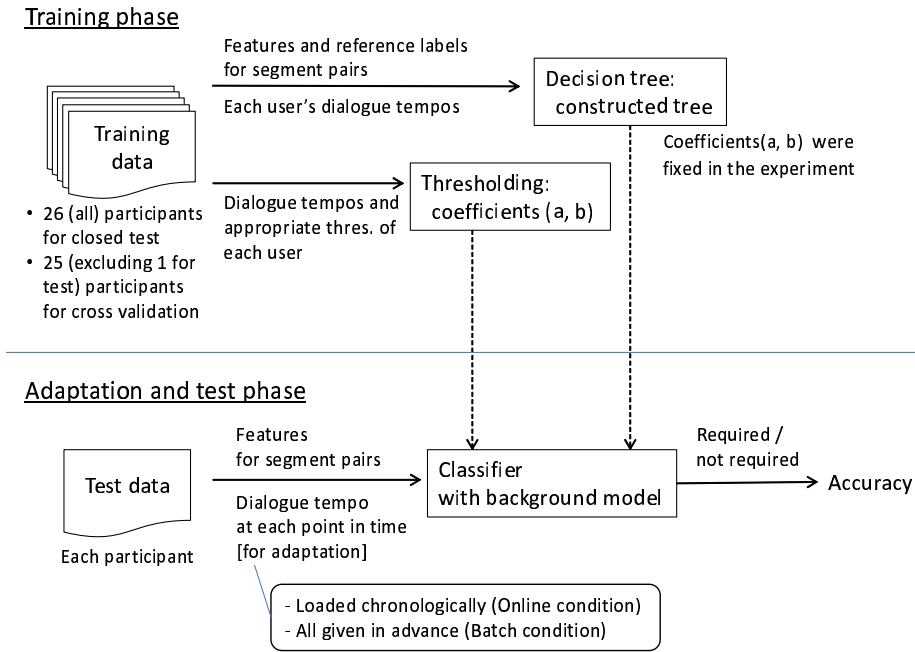 Training phase
Features and reference labels
for segment pairs
Each user's dialogue tempos
Decision tree:
constructed tree
Training
data
Coefficients(a, b) were
fixed in the experiment
Thresholding:
coefficients (a, b)
Dialogue tempos and
appropriate thres. of
each user
• 26 (all) participants
for closed test
• 25 (excluding 1 for
test) participants
for cross validation
Adaptation and test phase
Features
for segment pairs
Test data
Dialogue tempo
at each point in time
[for adaptation]
Each participant
Classifier
with background model
Required /
not required
Accuracy
- Loaded chronologically (Online condition)
- All given in advance (Batch condition)